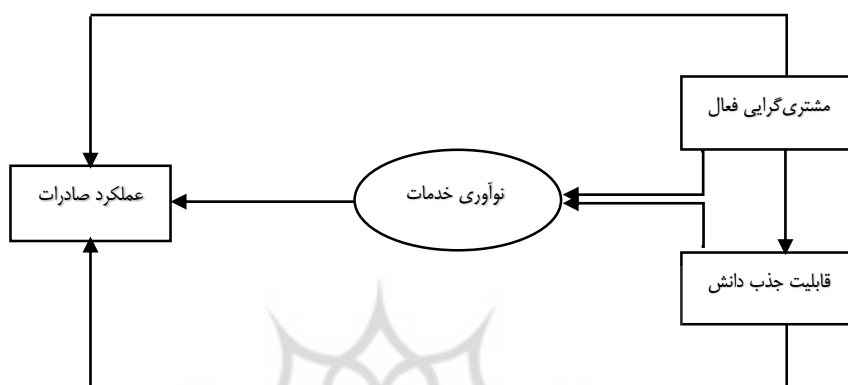 مشتری‌گرایی فعال
نوآوری خدمات
عملکرد صادرات
قابلیت جذب دانش